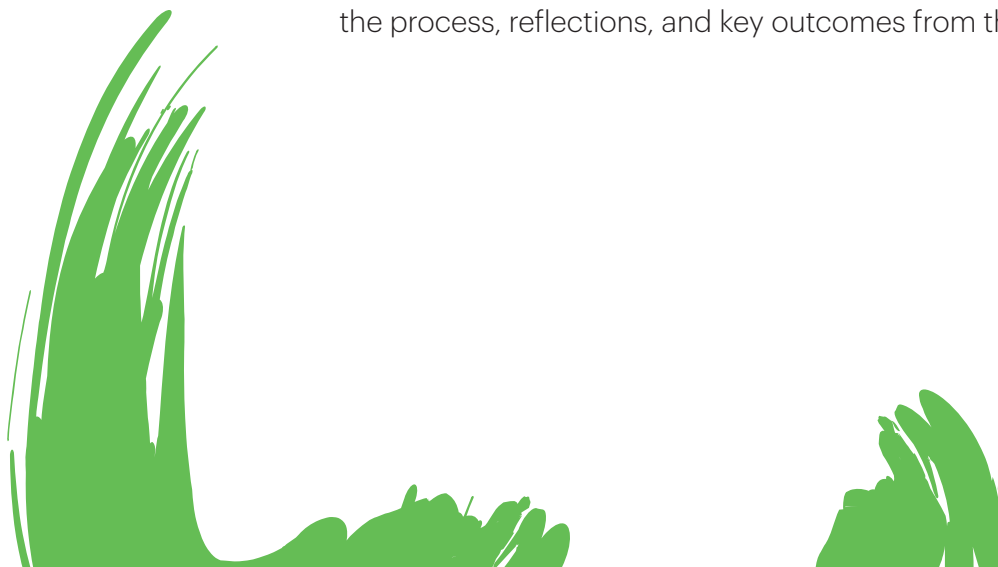 the process, reflections, and key outcomes from